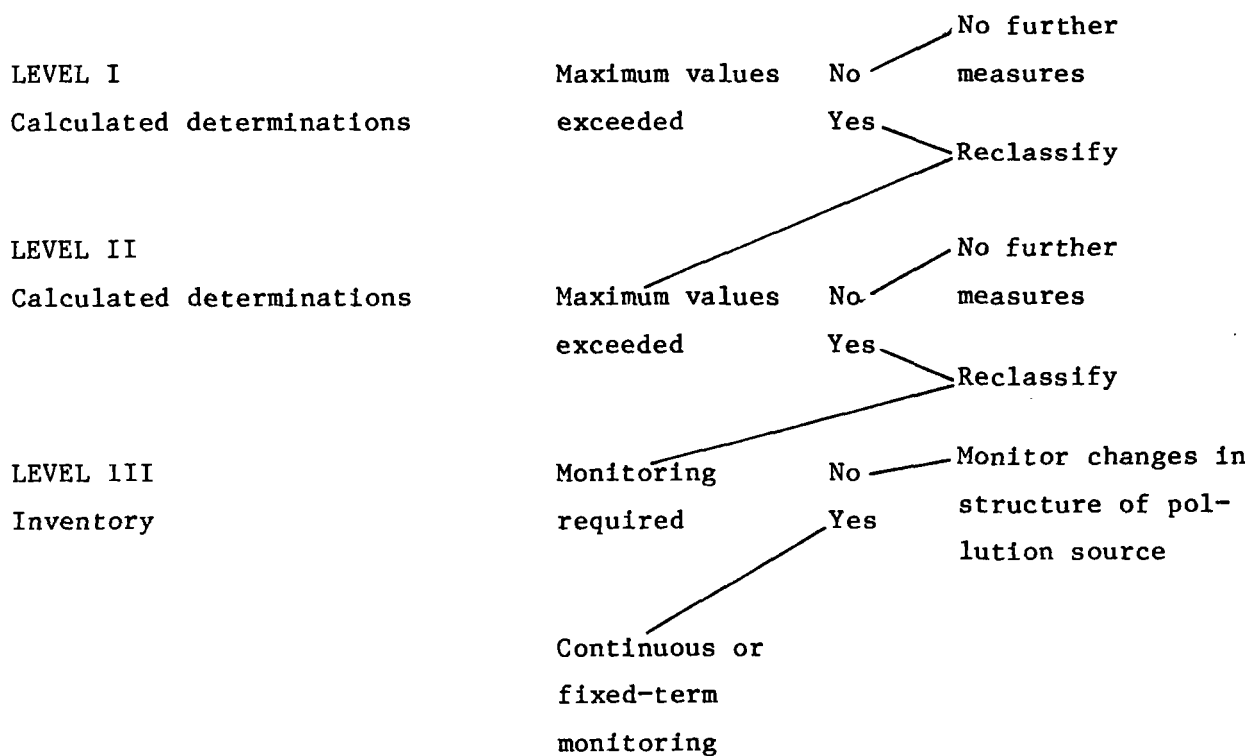 No further
LEVEL I Maximum values No measures
Calculated determinations exceeded Yes
Reclassify
LEVEL II No further
Calculated determinations Maximum values No measures
exceeded Yes
Reclassify
LEVEL 1II Monitoring No Monitor changes in
Inventory required Yes structure of pol-
lution source
Continuous or
fixed-term
monitoring